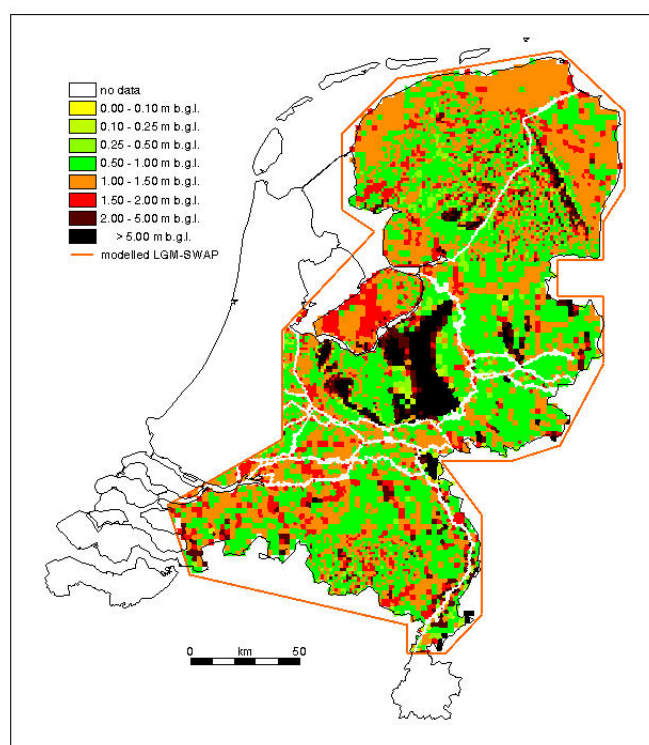 no data
0.00 - 0.10 m b.g.l.
0.10 - 0.25 m b.g.l.
0.25 - 0.50 m b.g.l.
0.50 - 1.00 m b.g.l.
1.00 - 1.50 m b.g.l.
1.50 - 2.00 m b.g.l.
2.00 - 5.00 m b.g.l.
> 5.00 m b.g.l.
modelled LGM-SWAP
0 km 50